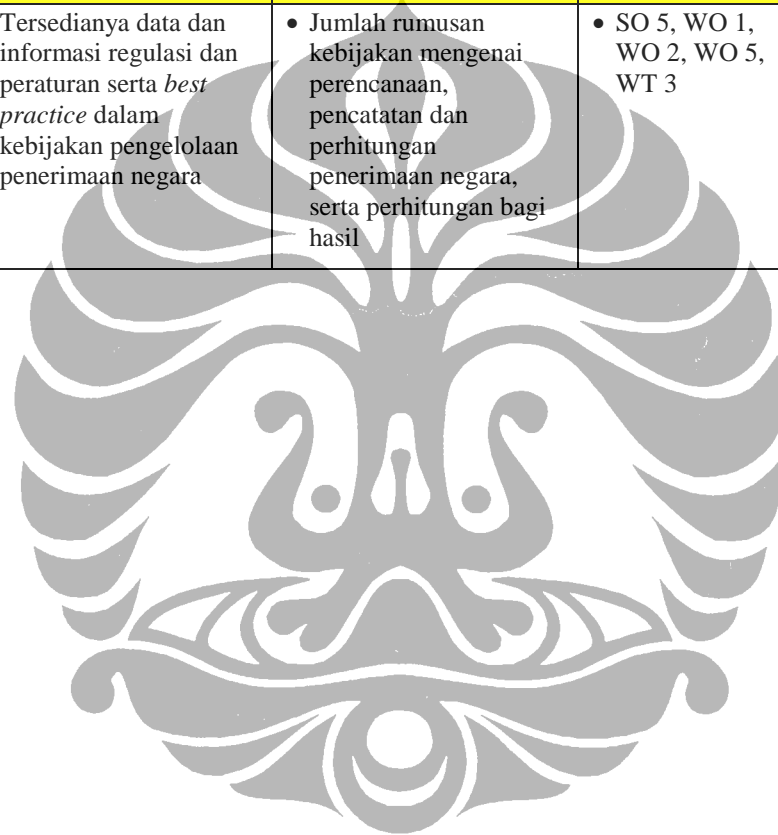 Tersedianya data dan
informasi regulasi dan
peraturan serta best
practice dalam
kebijakan pengelolaan
penerimaan negara
• Jumlah rumusan
kebijakan mengenai
perencanaan,
pencatatan dan
perhitungan
penerimaan negara,
serta perhitungan bagi
hasil
• SO 5, WO 1,
WO 2, WO 5,
WT 3